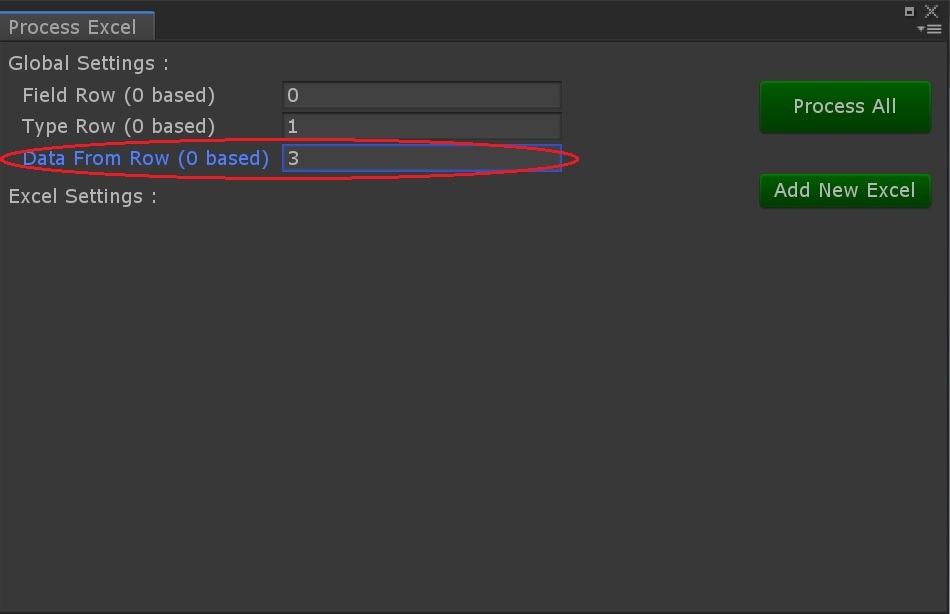 Process Excel
Global Settings :
Field Row (0 based) 0
Process All
Type Row (0 based) 1
Data From Row (0 based) 3
Add New Excel
Excel Settings :